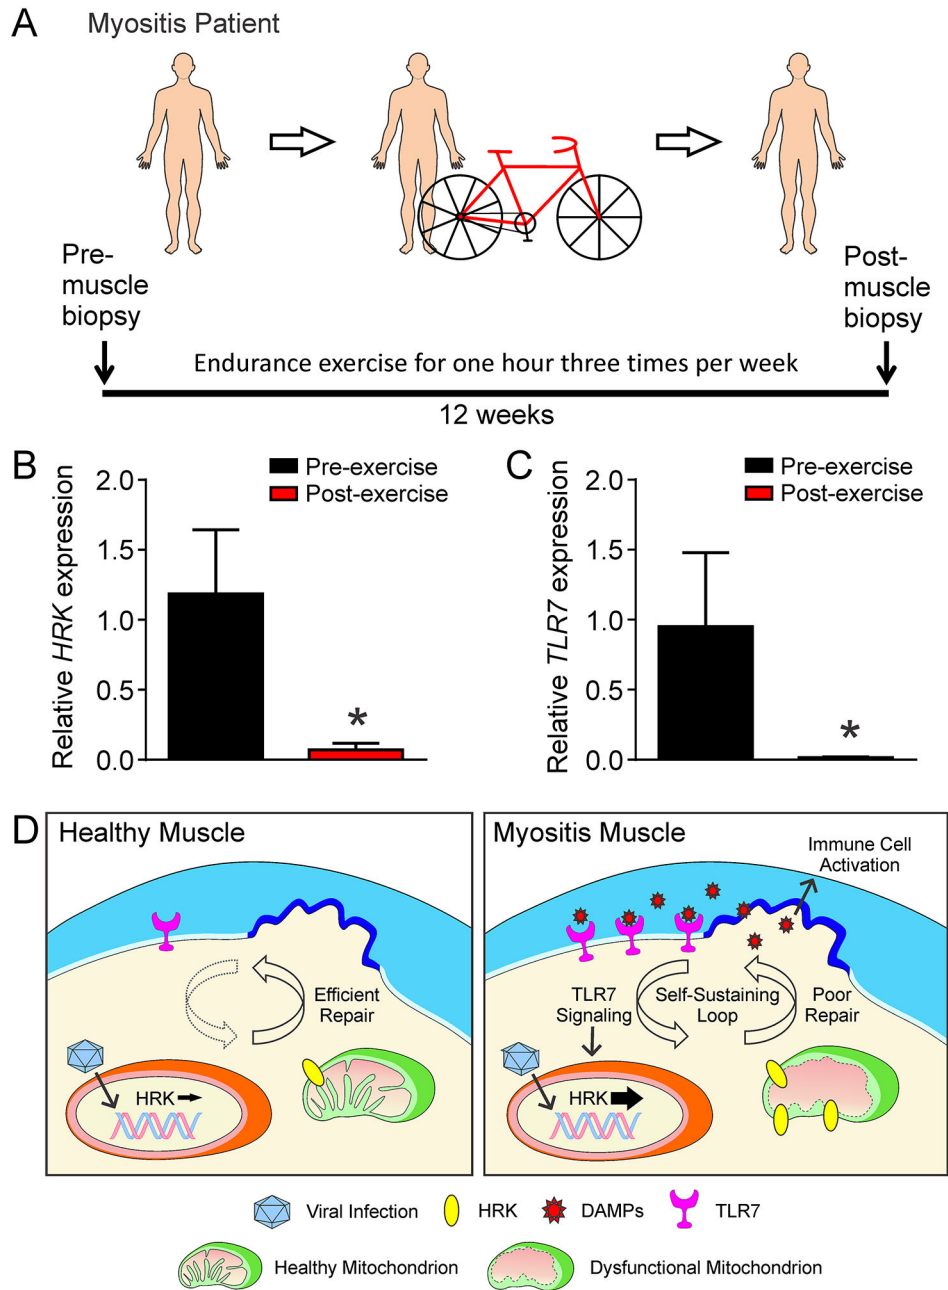 A
Myositis Patient
Pre-
muscle
biopsy
Post-
muscle
biopsy
Endurance exercise for one hour three times per week
12 weeks
B
Relative HRK expression
2.0
1.5
1.0
0.5
0.0
Pre-exercise
Post-exercise
*
C
Relative TLR7 expression
2.0
1.5
1.0
0.5
0.0
Pre-exercise
Post-exercise
*
D
Healthy Muscle
Efficient
Repair
HRK
Myositis Muscle
Immune Cell
Activation
TLR7
Signaling
Self-Sustaining
Loop
Poor
Repair
HRK
Viral Infection
HRK
DAMPs
TLR7
Healthy Mitochondrion
Dysfunctional Mitochondrion